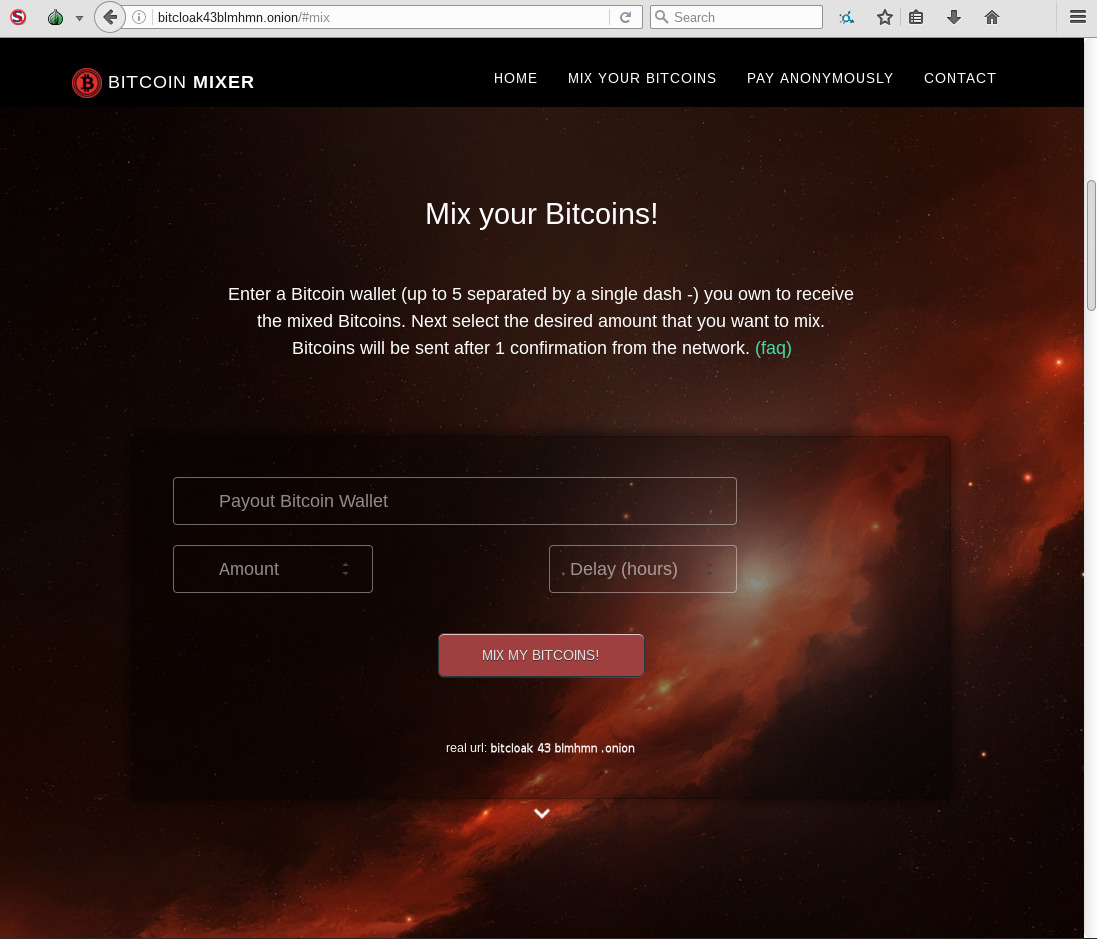 bitcloak43blmhmn.onion/#mix
Search
BITCOIN MIXER
HOME
MIX YOUR BITCOINS
PAY ANONYMOUSLY
CONTACT
Mix your Bitcoins!
Enter a Bitcoin wallet (up to 5 separated by a single dash -) you own to receive
the mixed Bitcoins. Next select the desired amount that you want to mix.
Bitcoins will be sent after 1 confirmation from the network. (faq)
Payout Bitcoin Wallet
Amount
. Delay (hours)
MIX MY BITCOINS!
real url: bitcloak 43 blmhmn .onion